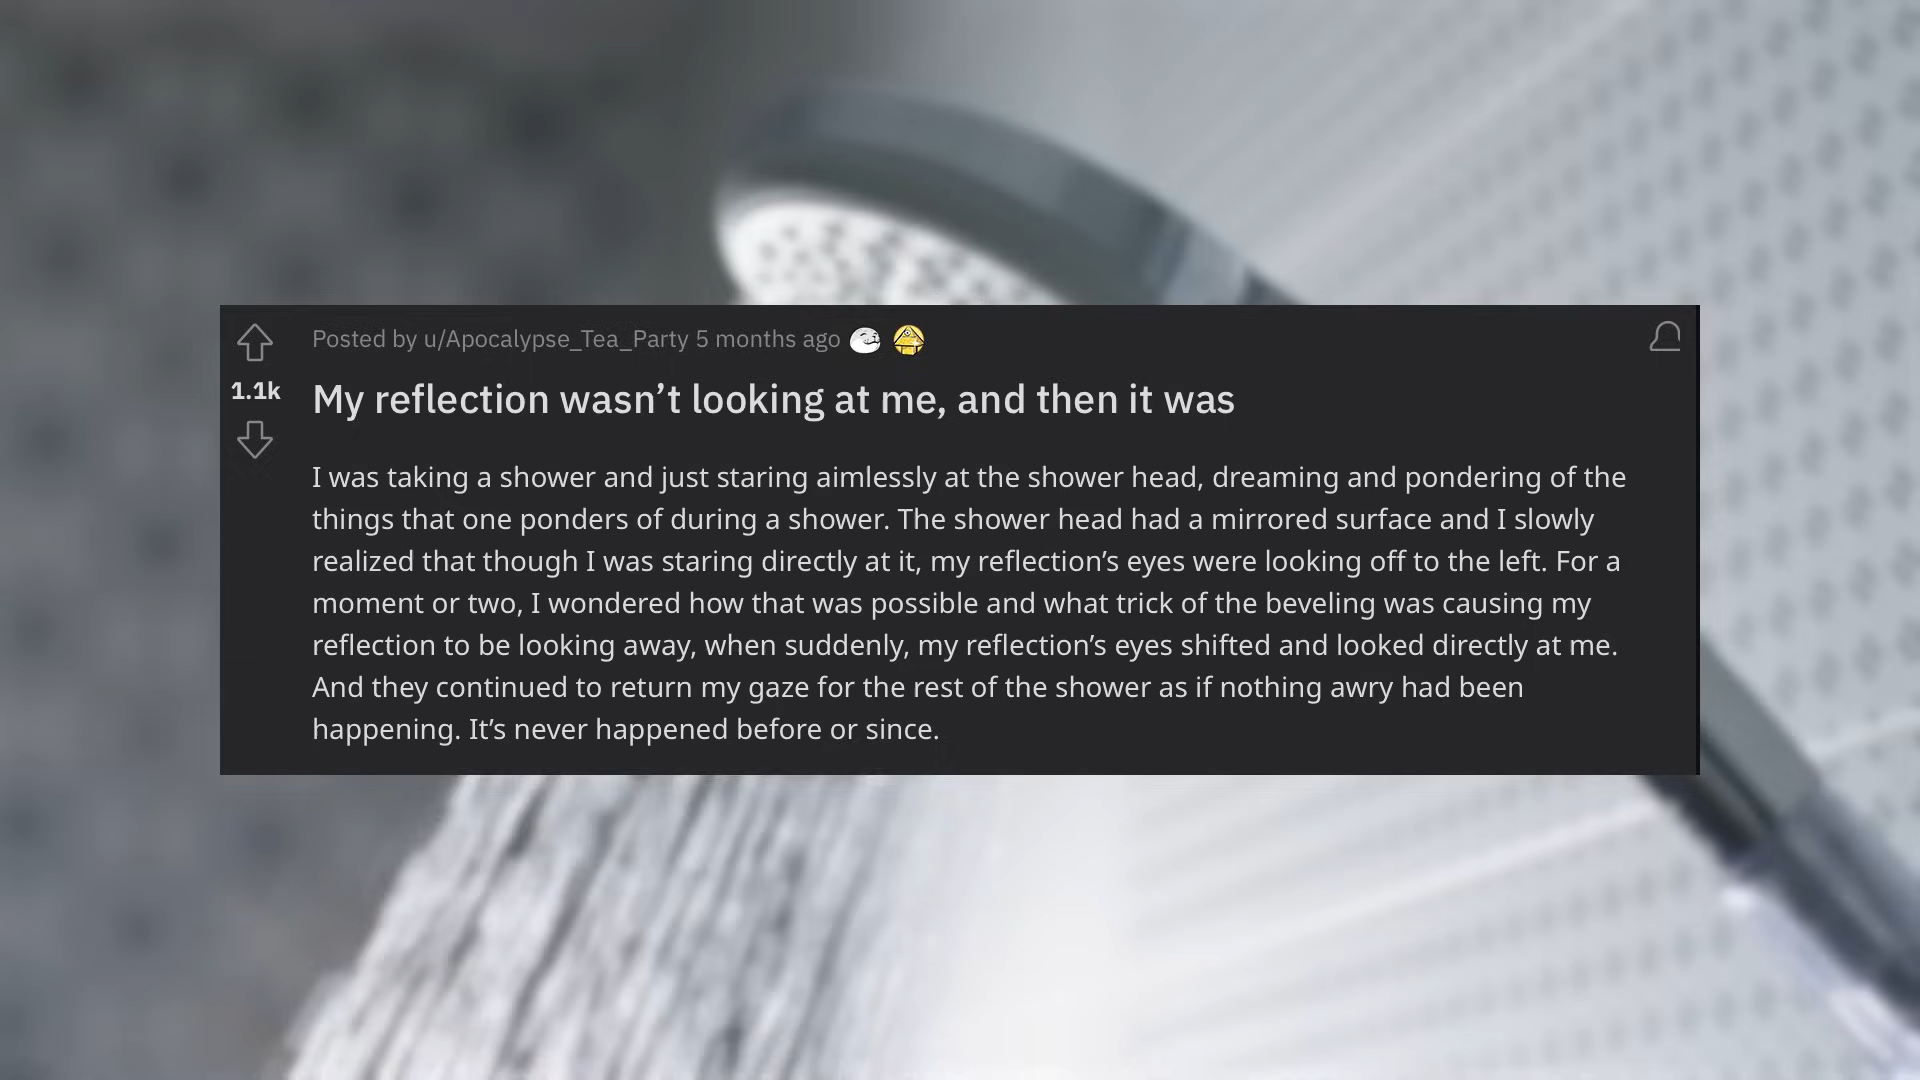 Posted by u/Apocalypse_Tea_Party 5 months ago
1.1k
My reflection wasn’t looking at me, and then it was
I was taking a shower and just staring aimlessly at the shower head, dreaming and pondering of the
things that one ponders of during a shower. The shower head had a mirrored surface and I slowly
realized that though I was staring directly at it, my reflection’s eyes were looking off to the left. For a
moment or two, I wondered how that was possible and what trick of the beveling was causing my
reflection to be looking away, when suddenly, my reflection’s eyes shifted and looked directly at me.
And they continued to return my gaze for the rest of the shower as if nothing awry had been
happening. It’s never happened before or since.